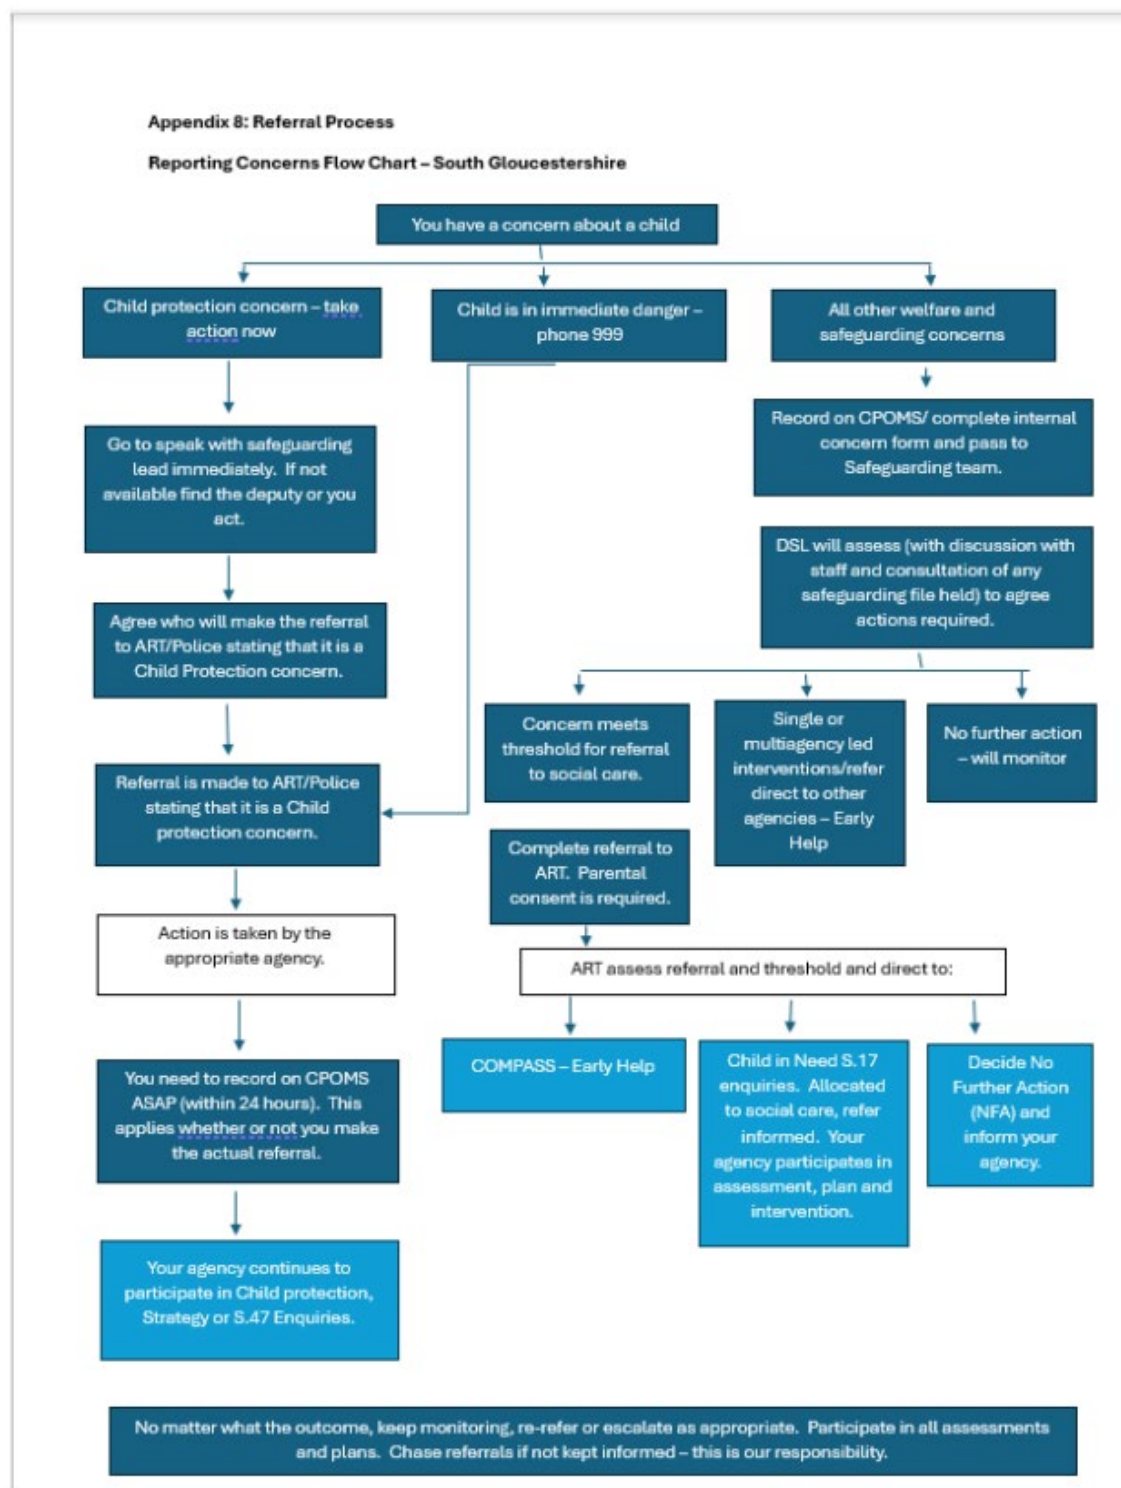 Appendix 8: Referral Process
Reporting Concerns Flow Chart – South Gloucestershire
You have a concern about a child
Child protection concern – take
action now
Child is in immediate danger –
phone 999
All other welfare and
safeguarding concerns
Go to speak with safeguarding
lead immediately. If not
available find the deputy or you
act.
Record on CPOMS/ complete internal
concern form and pass to
Safeguarding team.
DSL will assess (with discussion with
staff and consultation of any
safeguarding file held) to agree
actions required.
Agree who will make the referral
to ART/Police stating that it is a
Child Protection concern.
Concern meets
threshold for referral
to social care.
Single or
multiagency led
interventions/refer
direct to other
agencies – Early
Help
No further action
– will monitor
Referral is made to ART/Police
stating that it is a Child
protection concern.
Complete referral to
ART. Parental
consent is required.
Action is taken by the
appropriate agency.
ART assess referral and threshold and direct to:
COMPASS – Early Help
Child in Need S.17
enquiries. Allocated
to social care, refer
informed. Your
agency participates in
assessment, plan and
intervention.
Decide No
Further Action
(NFA) and
inform your
agency.
You need to record on CPOMS
ASAP (within 24 hours). This
applies whether or not you make
the actual referral.
Your agency continues to
participate in Child protection,
Strategy or S.47 Enquiries.
No matter what the outcome, keep monitoring, re-refer or escalate as appropriate. Participate in all assessments
and plans. Chase referrals if not kept informed – this is our responsibility.